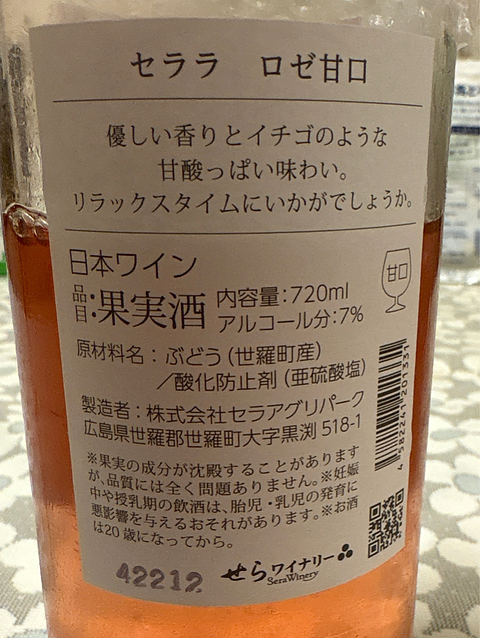 セララ　ロゼ甘口
優しい香りとイチゴのような
甘酸っぱい味わい。
リラックスタイムにいかがでしょうか。
日本ワイン
甘口
品目:果実酒
内容量:720ml
アルコール分:7%
原材料名：ぶどう(世羅町産)
／酸化防止剤(亜硫酸塩)
製造者：株式会社セラアグリパーク
広島県世羅郡世羅町大字黒渕 518-1
4 582241 201331
※果実の成分が沈殿することがあります
が、品質には全く問題ありません。※妊娠
中や授乳期の飲酒は、胎児・乳児の発育に
悪影響を与えるおそれがあります。※お酒
は20歳になってから。
42212
せらワイナリー
SeraWinery